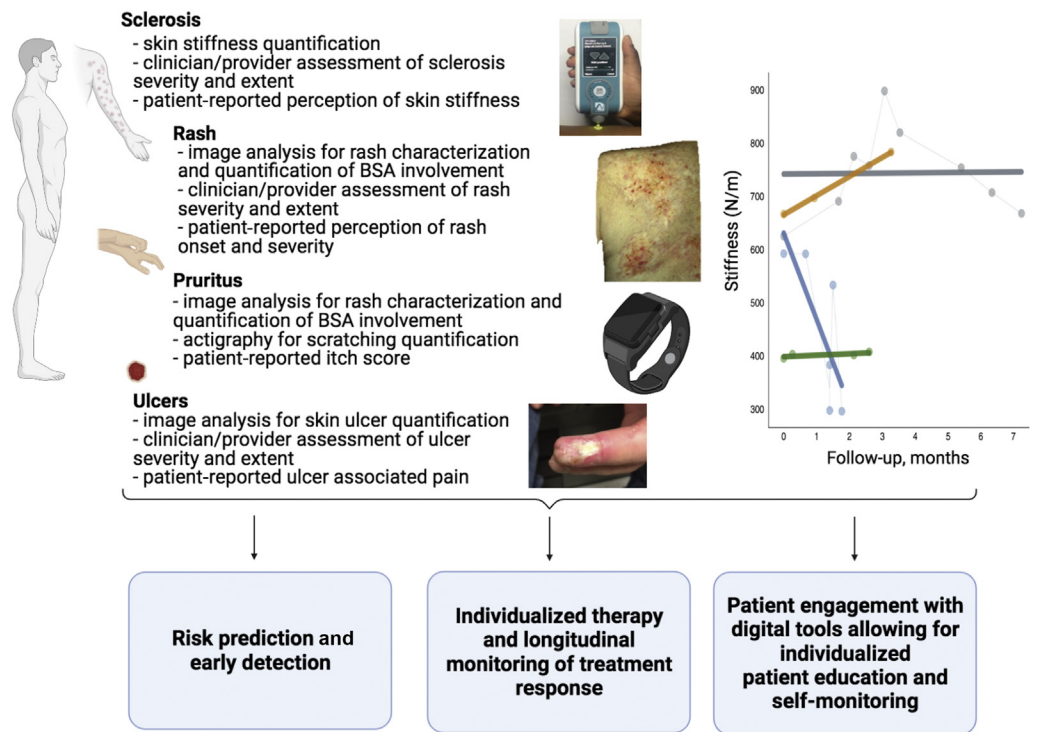 Sclerosis
- skin stiffness quantification
- clinician/provider assessment of sclerosis
severity and extent
- patient-reported perception of skin stiffness
Rash
- image analysis for rash characterization
and quantification of BSA involvement
- clinician/provider assessment of rash
severity and extent
- patient-reported perception of rash
onset and severity
Pruritus
- image analysis for rash characterization and
quantification of BSA involvement
- actigraphy for scratching quantification
- patient-reported itch score
Ulcers
- image analysis for skin ulcer quantification
- clinician/provider assessment of ulcer
severity and extent
- patient-reported ulcer associated pain
Stiffness (N/m)
900
800
700
600
500
400
300
0 1 2 3 4 5 6 7
Follow-up, months
Risk prediction and
early detection
Individualized therapy
and longitudinal
monitoring of treatment
response
Patient engagement with
digital tools allowing for
individualized
patient education and
self-monitoring